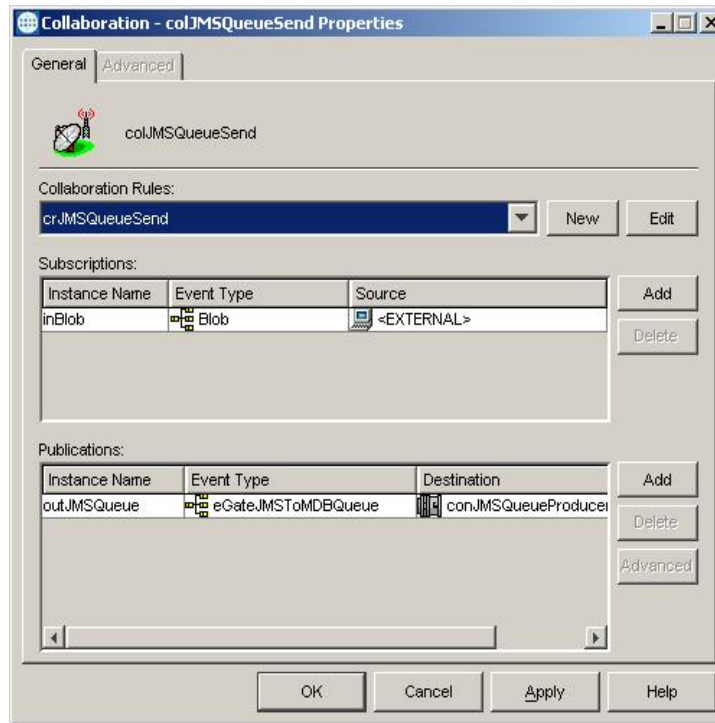 Collaboration - colJMSQueueSend Properties
General Advanced
colJMSQueueSend
Collaboration Rules:
crJMSQueueSend New Edit
Subscriptions:
Instance Name Event Type Source Add
inBlob Blob <EXTERNAL>
Delete
Publications:
Instance Name Event Type Destination Add
outJMSQueue eGateJMSToMDBQueue conJMSQueueProducer
Delete
Advanced
OK Cancel Apply Help